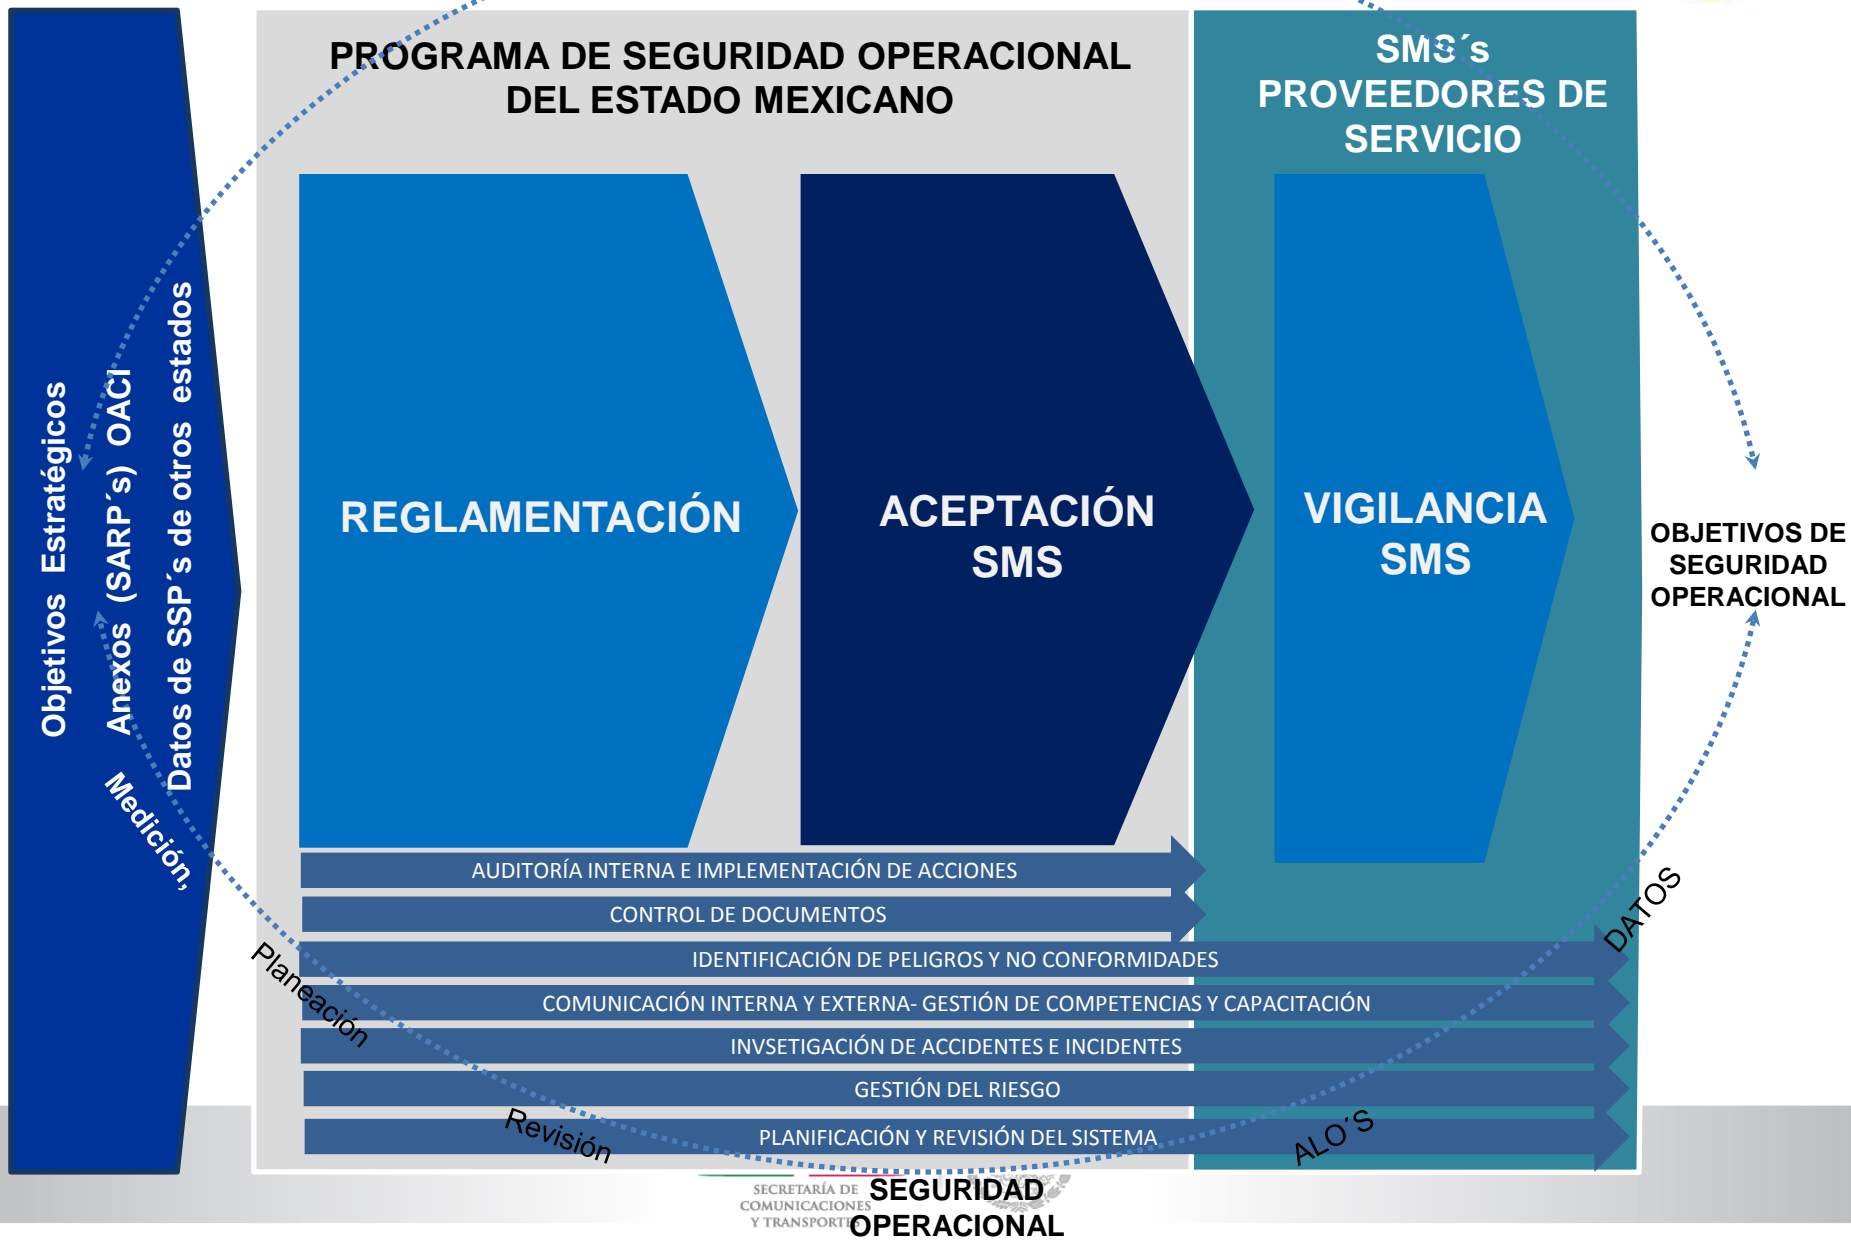 PROGRAMA DE SEGURIDAD OPERACIONAL
DEL ESTADO MEXICANO
SMS´s
PROVEEDORES DE
SERVICIO
Objetivos Estratégicos
Anexos (SARP´s) OACI
Datos de SSP´s de otros estados
REGLAMENTACIÓN
ACEPTACIÓN
SMS
VIGILANCIA
SMS
OBJETIVOS DE
SEGURIDAD
OPERACIONAL
Medición,
Planeación
Revisión
ALO´S
DATOS
AUDITORÍA INTERNA E IMPLEMENTACIÓN DE ACCIONES
CONTROL DE DOCUMENTOS
IDENTIFICACIÓN DE PELIGROS Y NO CONFORMIDADES
COMUNICACIÓN INTERNA Y EXTERNA- GESTIÓN DE COMPETENCIAS Y CAPACITACIÓN
INVSETIGACIÓN DE ACCIDENTES E INCIDENTES
GESTIÓN DEL RIESGO
PLANIFICACIÓN Y REVISIÓN DEL SISTEMA
SECRETARÍA DE
COMUNICACIONES
Y TRANSPORTES
SEGURIDAD
OPERACIONAL